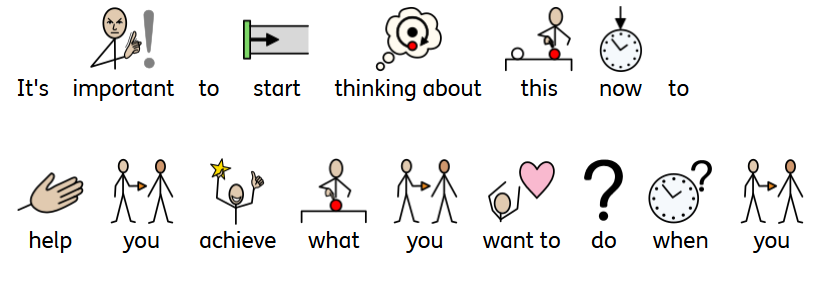 It's important to start thinking about this now to
help you achieve what you want to do when you